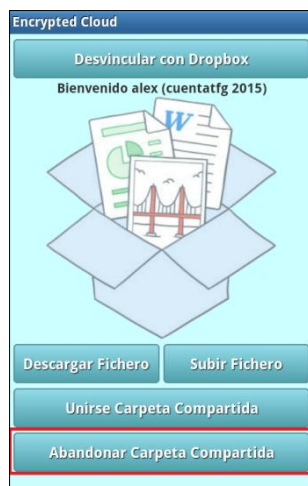 Encrypted Cloud
Desvincular con Dropbox
Bienvenido alex (cuentatfg 2015)
W
Descargar Fichero Subir Fichero
Unirse Carpeta Compartida
Abandonar Carpeta Compartida